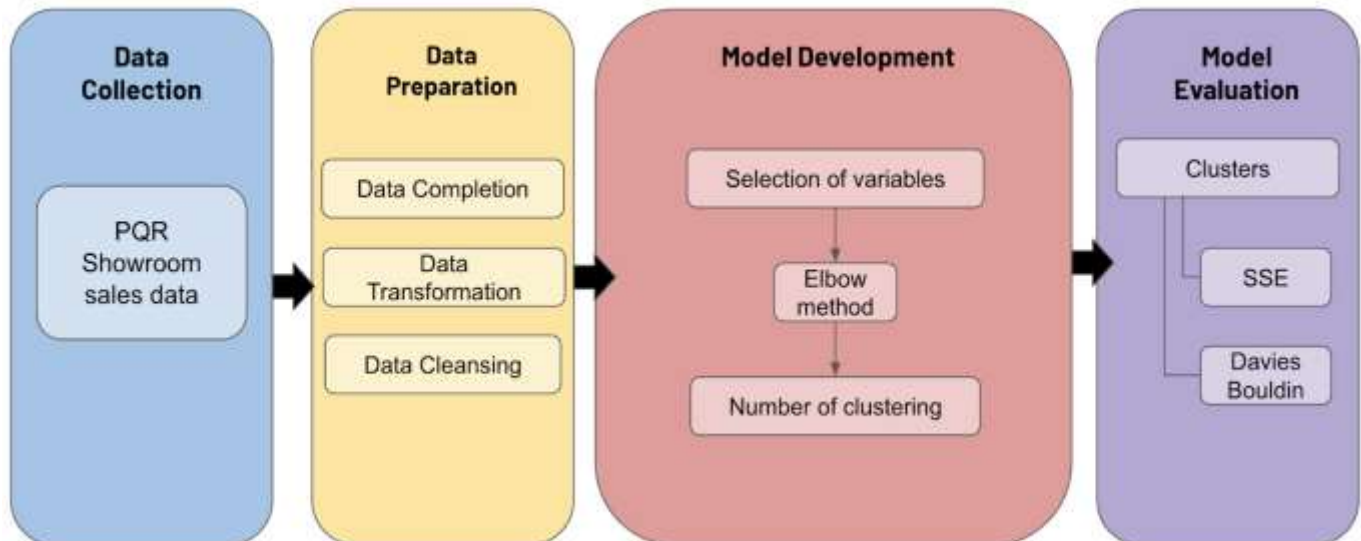 Data
Collection
PQR
Showroom
sales data
Data
Preparation
Data Completion
Data
Transformation
Data Cleansing
Model Development
Selection of variables
Elbow
method
Number of clustering
Model
Evaluation
Clusters
SSE
Davies
Bouldin